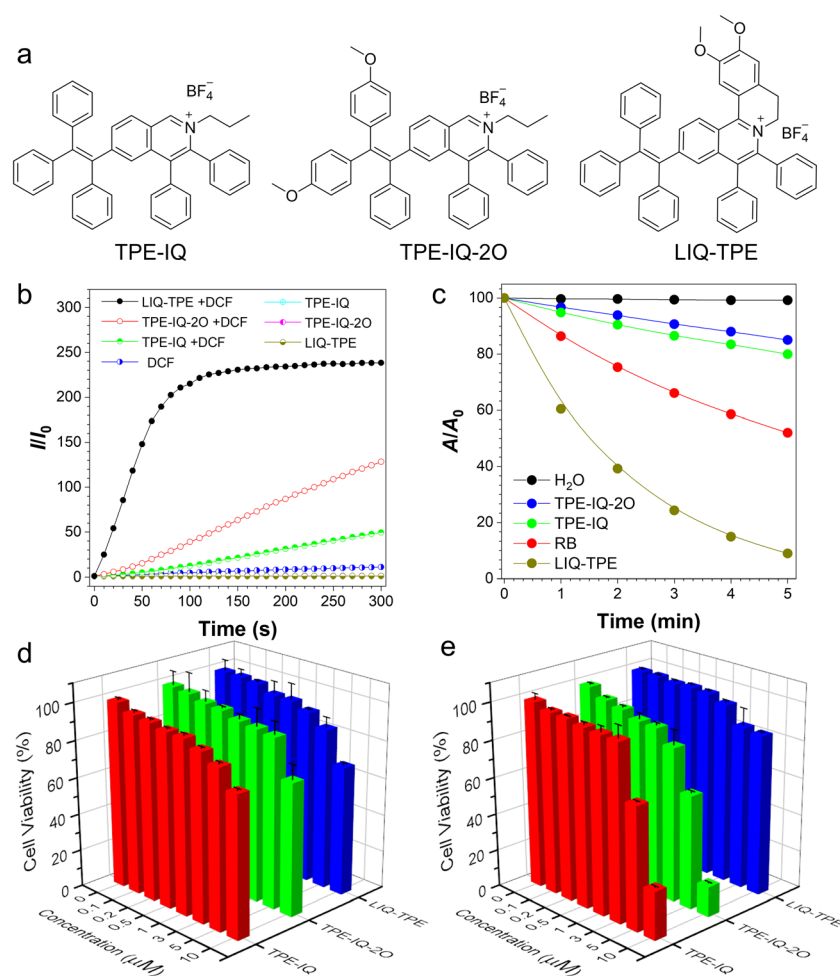 a
BF4−
N+
TPE-IQ
O
O
BF4−
N+
TPE-IQ-2O
O
O
BF4−
N+
LIQ-TPE
b
I/I0
300
250
200
150
100
50
0
LIQ-TPE +DCF
TPE-IQ-2O +DCF
TPE-IQ +DCF
DCF
TPE-IQ
TPE-IQ-2O
LIQ-TPE
0 50 100 150 200 250 300
Time (s)
c
A/A0
100
80
60
40
20
0
H2O
TPE-IQ-2O
TPE-IQ
RB
LIQ-TPE
0 1 2 3 4 5
Time (min)
d
Cell Viability (%)
100
80
60
40
20
0
Concentration (µM)
10
TPE-IQ
TPE-IQ-2O
LIQ-TPE
e
Cell Viability (%)
100
80
60
40
20
0
Concentration (µM)
10
TPE-IQ
TPE-IQ-2O
LIQ-TPE